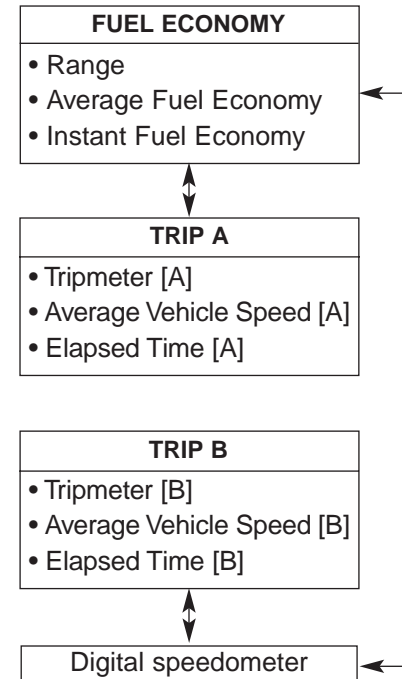 FUEL ECONOMY
• Range
• Average Fuel Economy
• Instant Fuel Economy
TRIP A
• Tripmeter [A]
• Average Vehicle Speed [A]
• Elapsed Time [A]
TRIP B
• Tripmeter [B]
• Average Vehicle Speed [B]
• Elapsed Time [B]
Digital speedometer